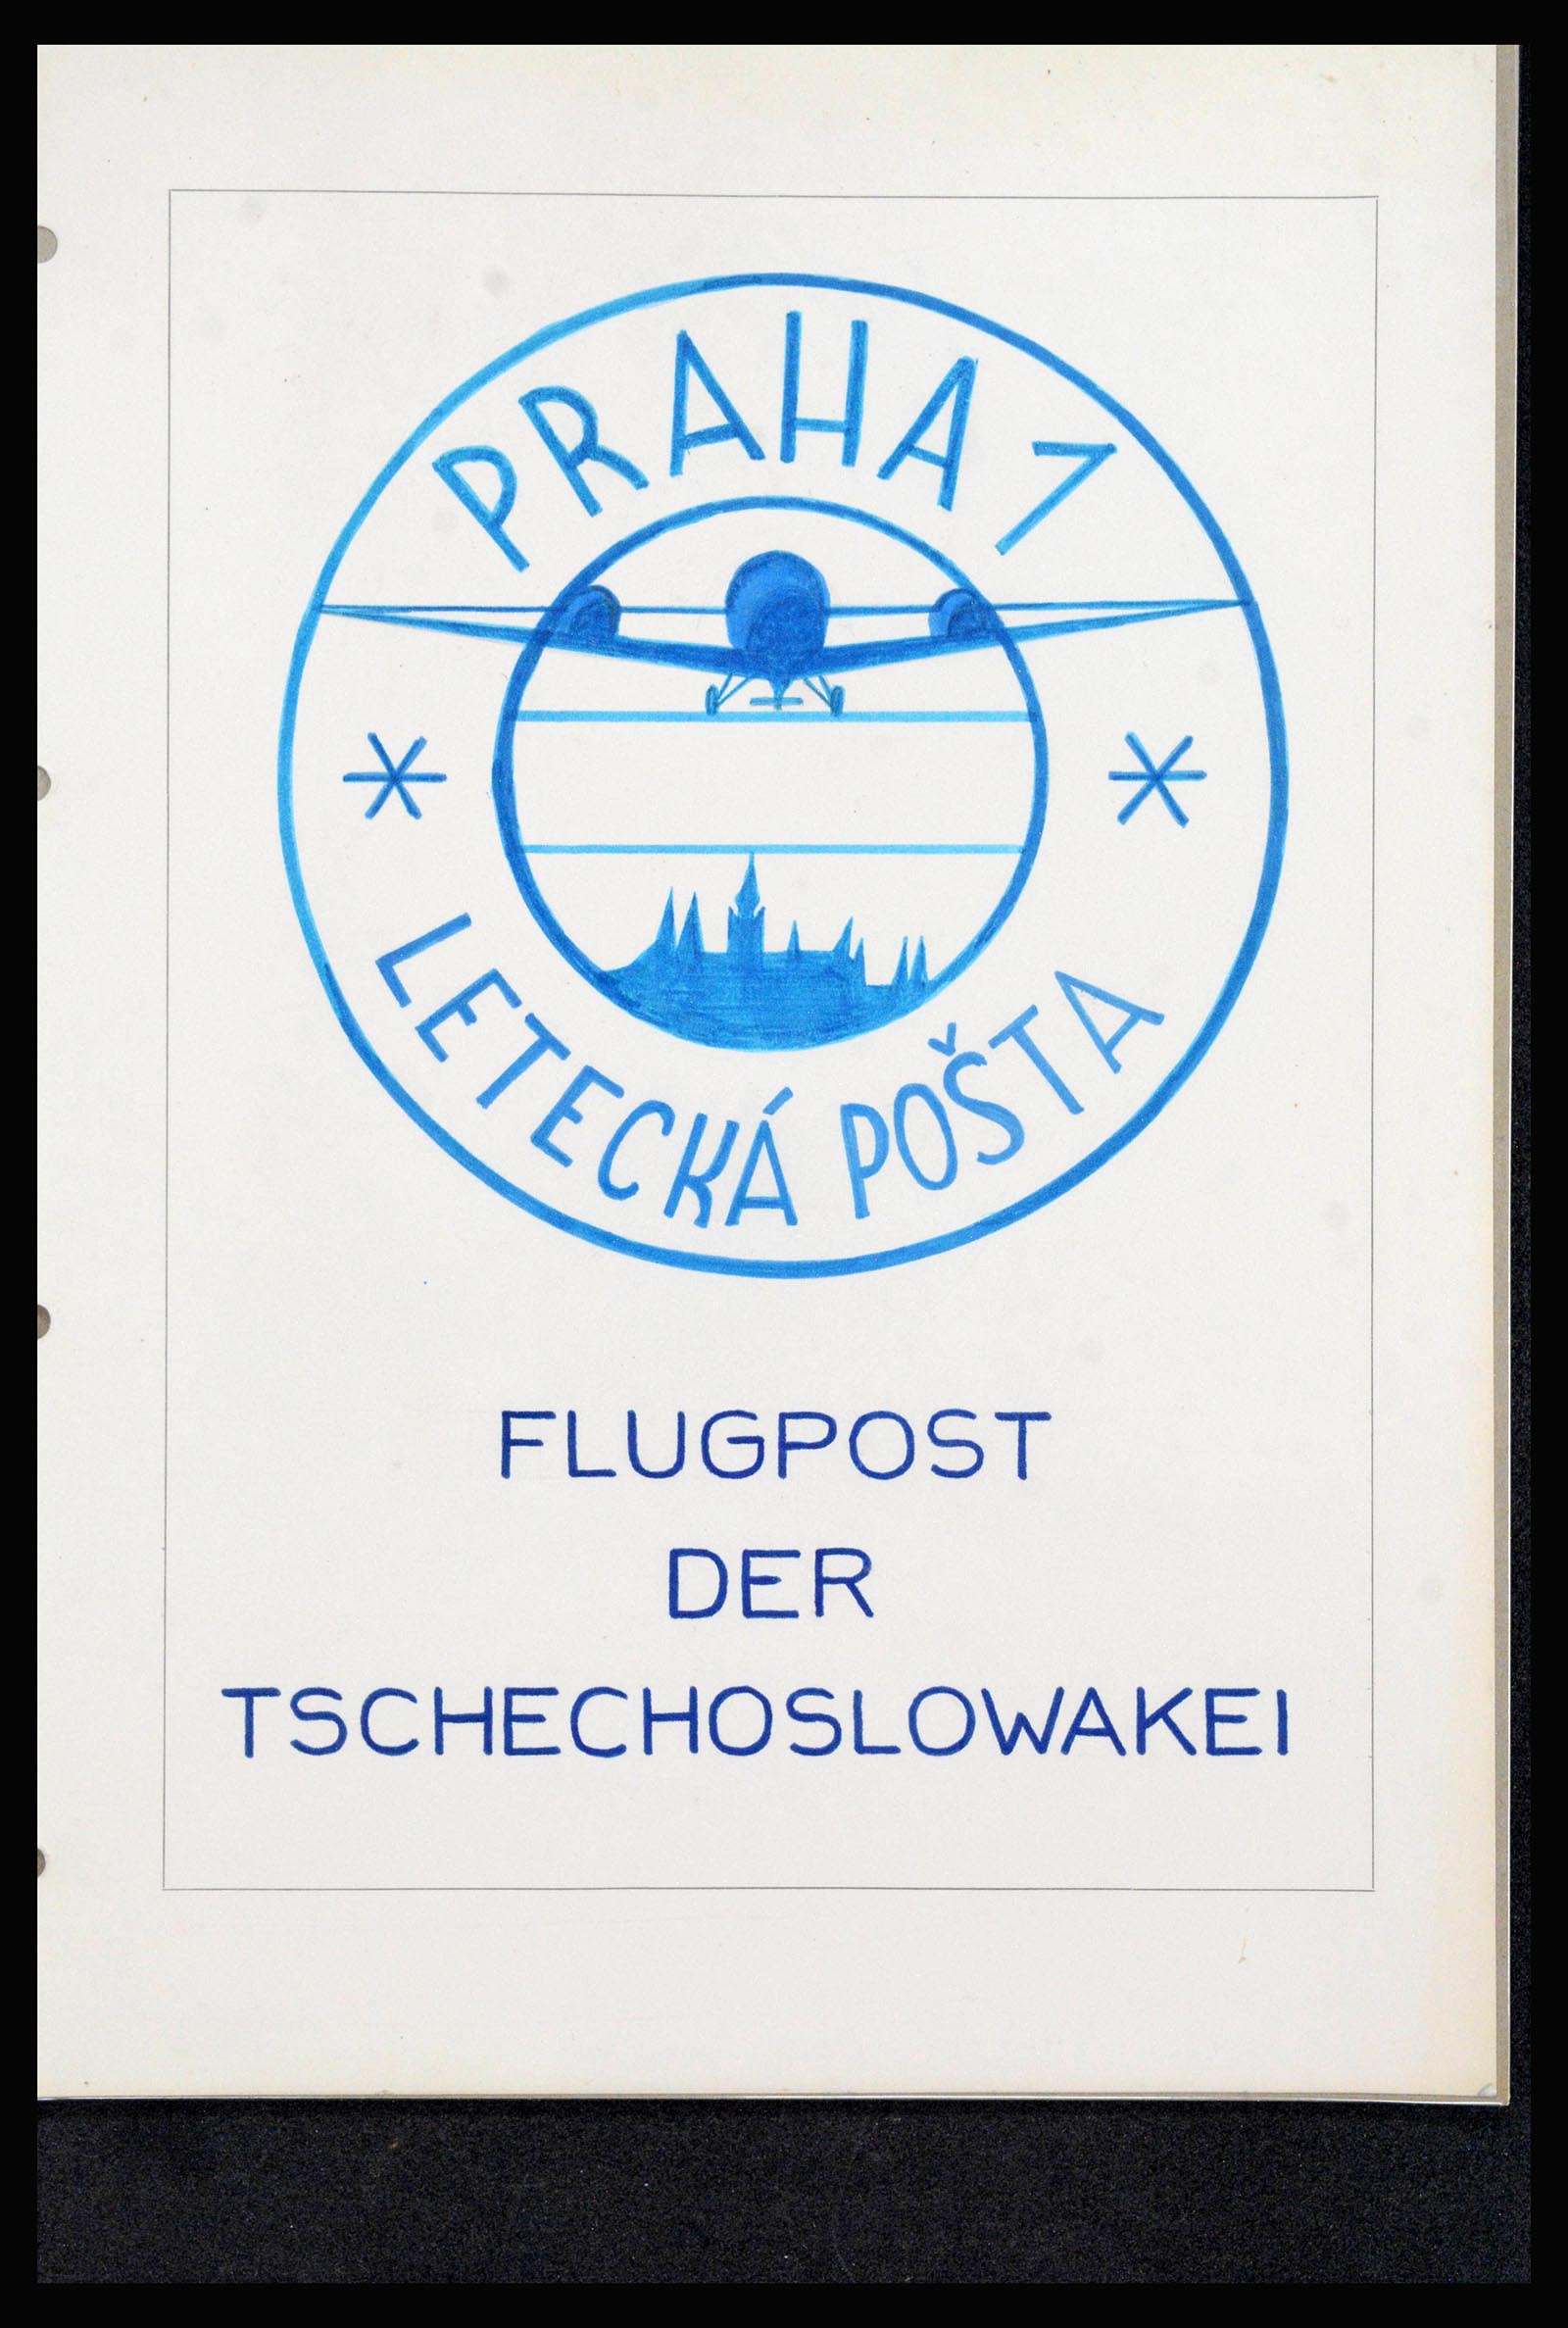 PRAHA 1
LETECKÁ POŠTA
FLUGPOST
DER
TSCHECHOSLOWAKEI